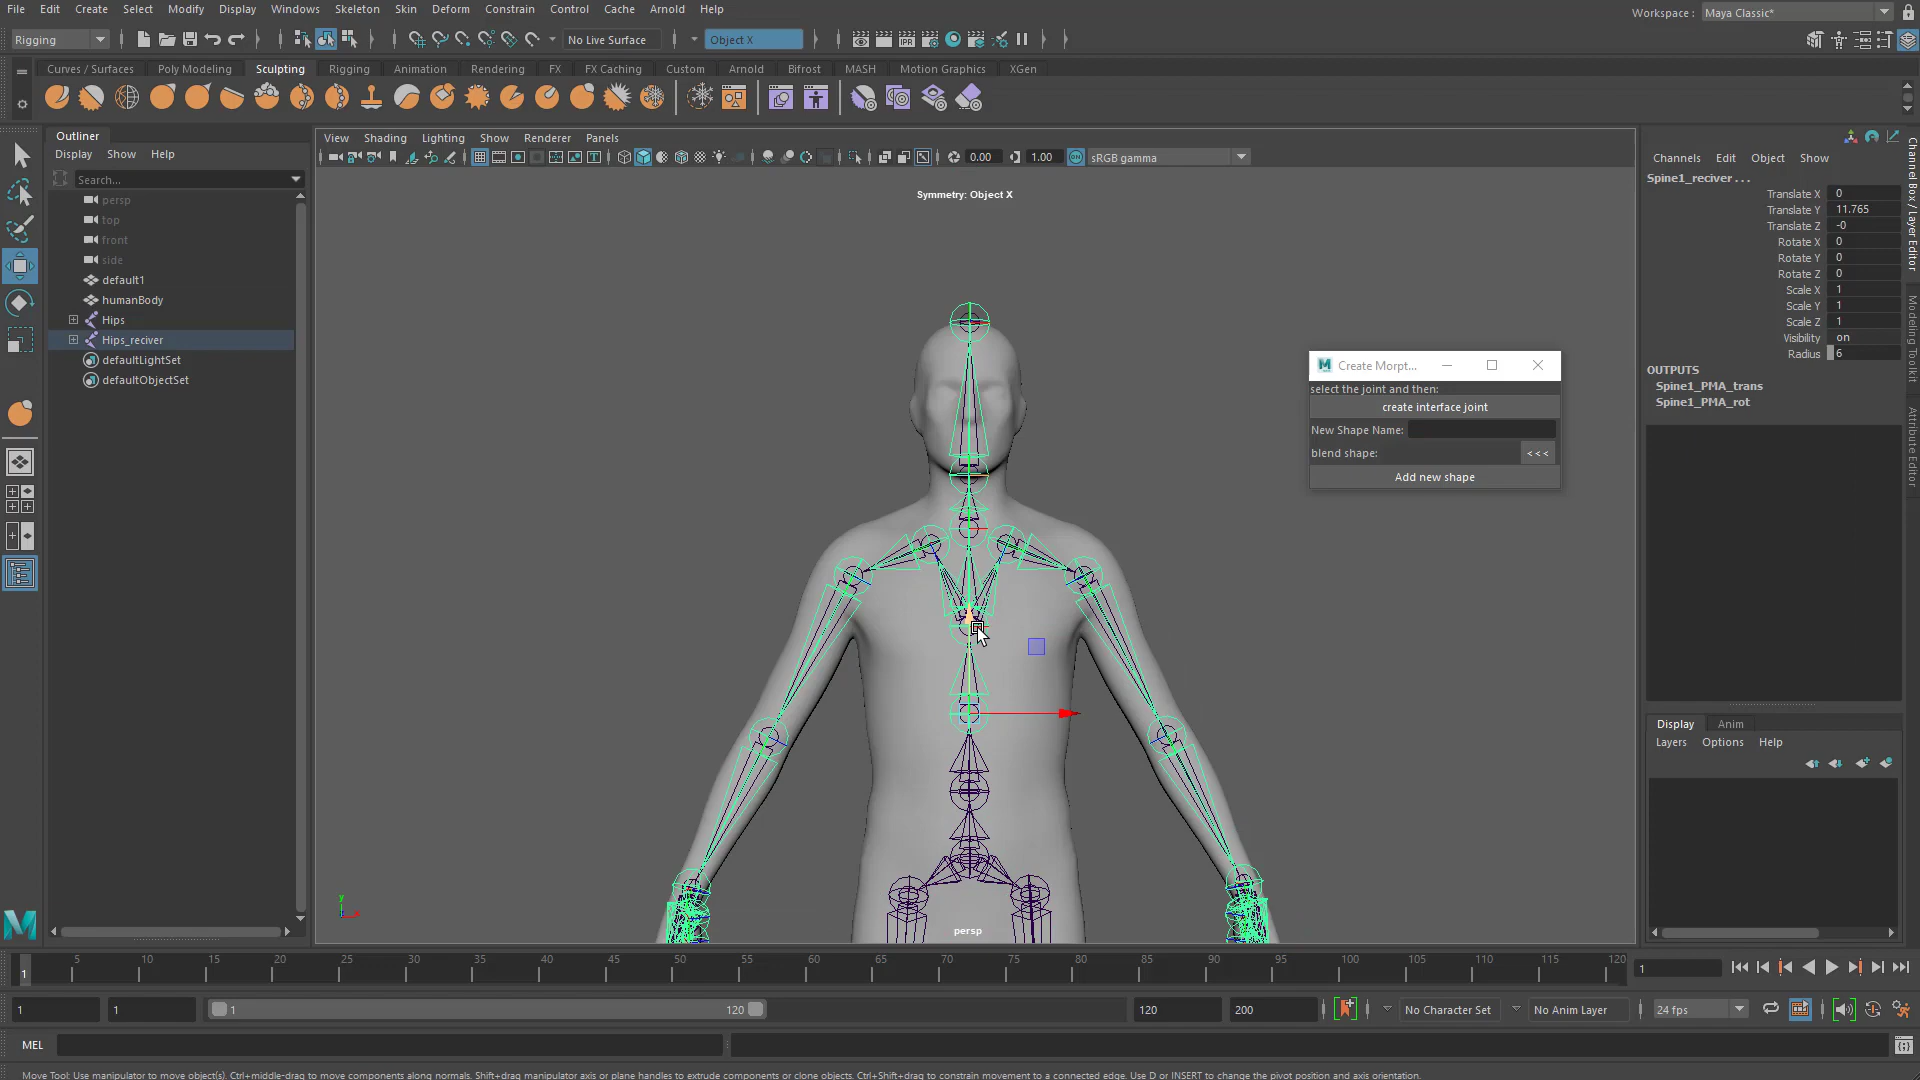 File Edit Create Select Modify Display Windows Skeleton Skin Deform Constrain Control Cache Arnold Help
Workspace : Maya Classic*
Rigging
No Live Surface
Object X
Curves / Surfaces Poly Modeling Sculpting Rigging Animation Rendering FX FX Caching Custom Arnold Bifrost MASH Motion Graphics XGen
IPR
Outliner
Display Show Help
Search...
persp
top
front
side
default1
humanBody
Hips
Hips_reciver
defaultLightSet
defaultObjectSet
View Shading Lighting Show Renderer Panels
0.00 1.00 ON sRGB gamma
Symmetry: Object X
persp
y
x
M Create Morpt...
select the joint and then:
create interface joint
New Shape Name:
blend shape: <<<
Add new shape
Channels Edit Object Show
Spine1_reciver . . .
Translate X 0
Translate Y 11.765
Translate Z -0
Rotate X 0
Rotate Y 0
Rotate Z 0
Scale X 1
Scale Y 1
Scale Z 1
Visibility on
Radius 6
OUTPUTS
Spine1_PMA_trans
Spine1_PMA_rot
Channel Box / Layer Editor
Modeling Toolkit
Attribute Editor
Display Anim
Layers Options Help
1 5 10 15 20 25 30 35 40 45 50 55 60 65 70 75 80 85 90 95 100 105 110 115 120
1
1 1 1 120 120 200 No Character Set No Anim Layer 24 fps
MEL
Move Tool: Use manipulator to move object(s). Ctrl+middle-drag to move components along normals. Shift+drag manipulator axis or plane handles to extrude components or clone objects. Ctrl+Shift+drag to constrain movement to a connected edge. Use D or INSERT to change the pivot position and axis orientation.